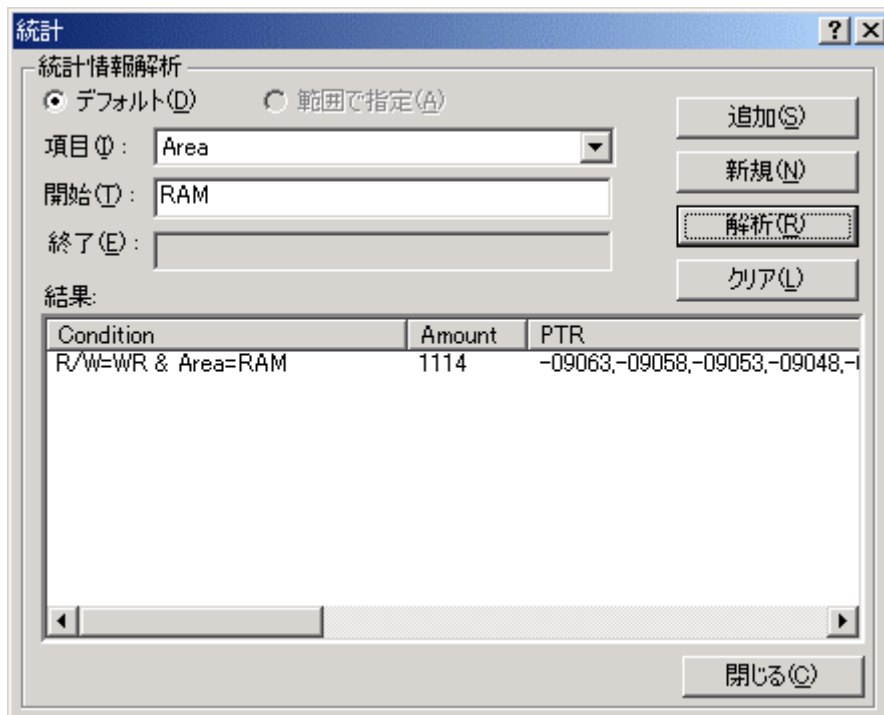 統計
統計情報解析
デフォルト(D) 範囲で指定(A)
追加(S)
項目(I): Area
新規(N)
開始(T): RAM
解析(R)
終了(E):
クリア(L)
結果:
Condition Amount PTR
R/W=WR & Area=RAM 1114 -09063,-09058,-09053,-09048,-
閉じる(C)